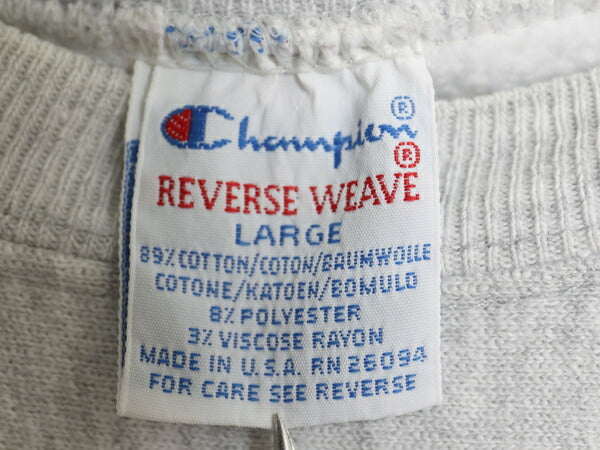 Champion®
REVERSE WEAVE®
LARGE
89% COTTON/COTON/BAUMWOLLE
COTONE/KATOEN/BOMULD
8% POLYESTER
3% VISCOSE RAYON
MADE IN U.S.A. RN 26094
FOR CARE SEE REVERSE